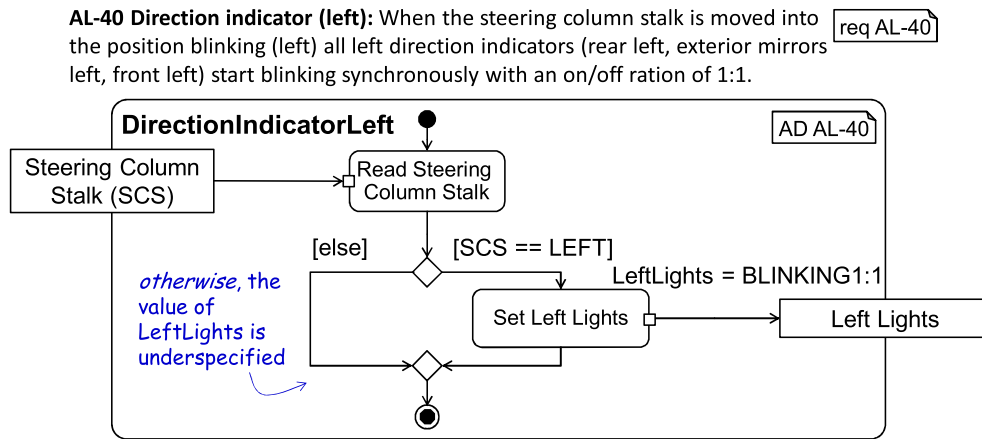 AL-40 Direction indicator (left): When the steering column stalk is moved into
the position blinking (left) all left direction indicators (rear left, exterior mirrors
left, front left) start blinking synchronously with an on/off ration of 1:1.
req AL-40
DirectionIndicatorLeft
AD AL-40
Steering Column
Stalk (SCS)
Read Steering
Column Stalk
[else]
[SCS == LEFT]
otherwise, the
value of
LeftLights is
underspecified
LeftLights = BLINKING1:1
Set Left Lights
Left Lights